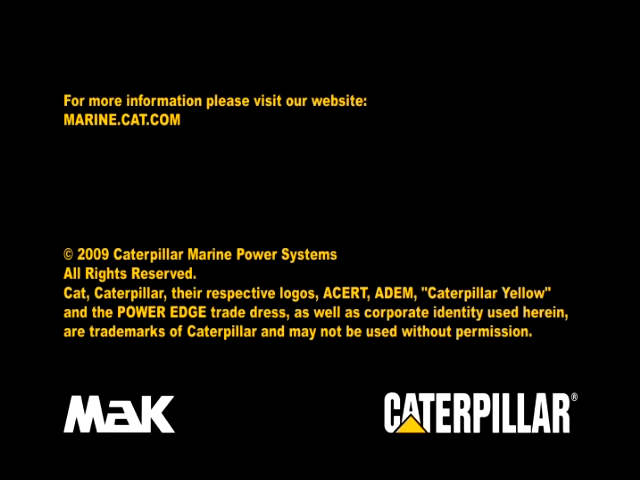 For more information please visit our website:
MARINE.CAT.COM
© 2009 Caterpillar Marine Power Systems
All Rights Reserved.
Cat, Caterpillar, their respective logos, ACERT, ADEM, "Caterpillar Yellow"
and the POWER EDGE trade dress, as well as corporate identity used herein,
are trademarks of Caterpillar and may not be used without permission.
MaK CATERPILLAR®